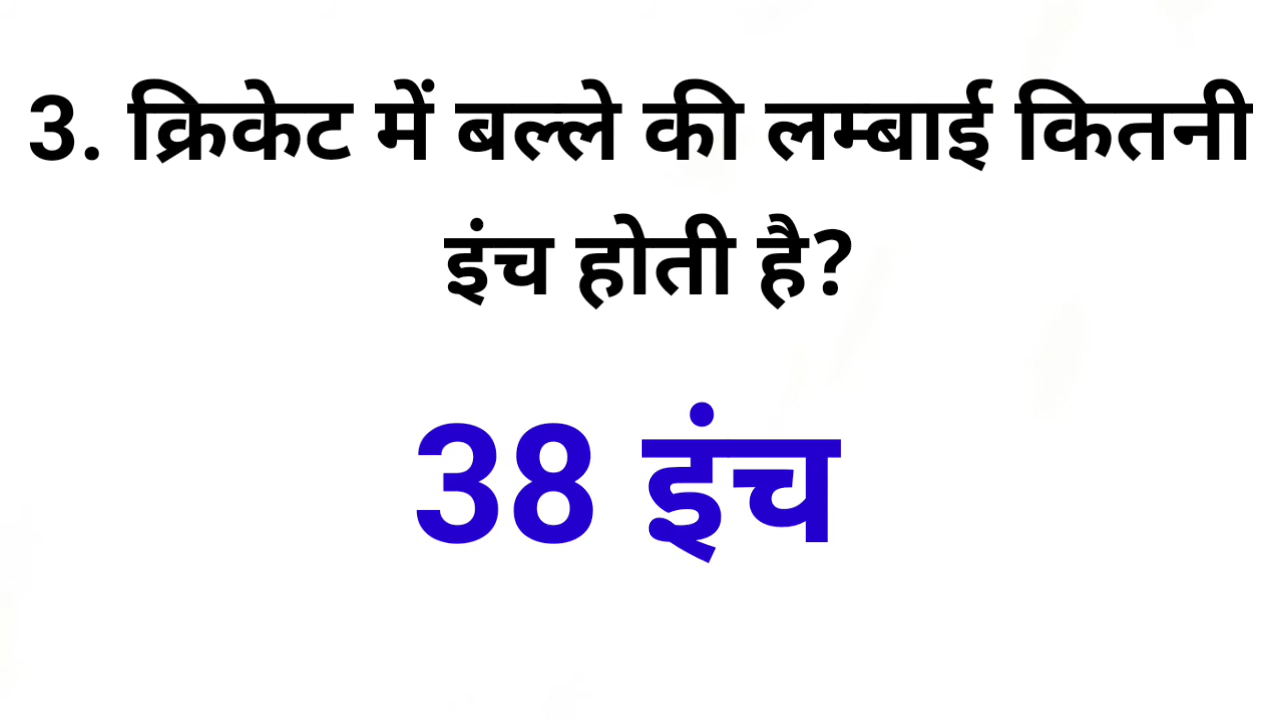 3. क्रिकेट में बल्ले की लम्बाई कितनी
इंच होती है?
38 इंच